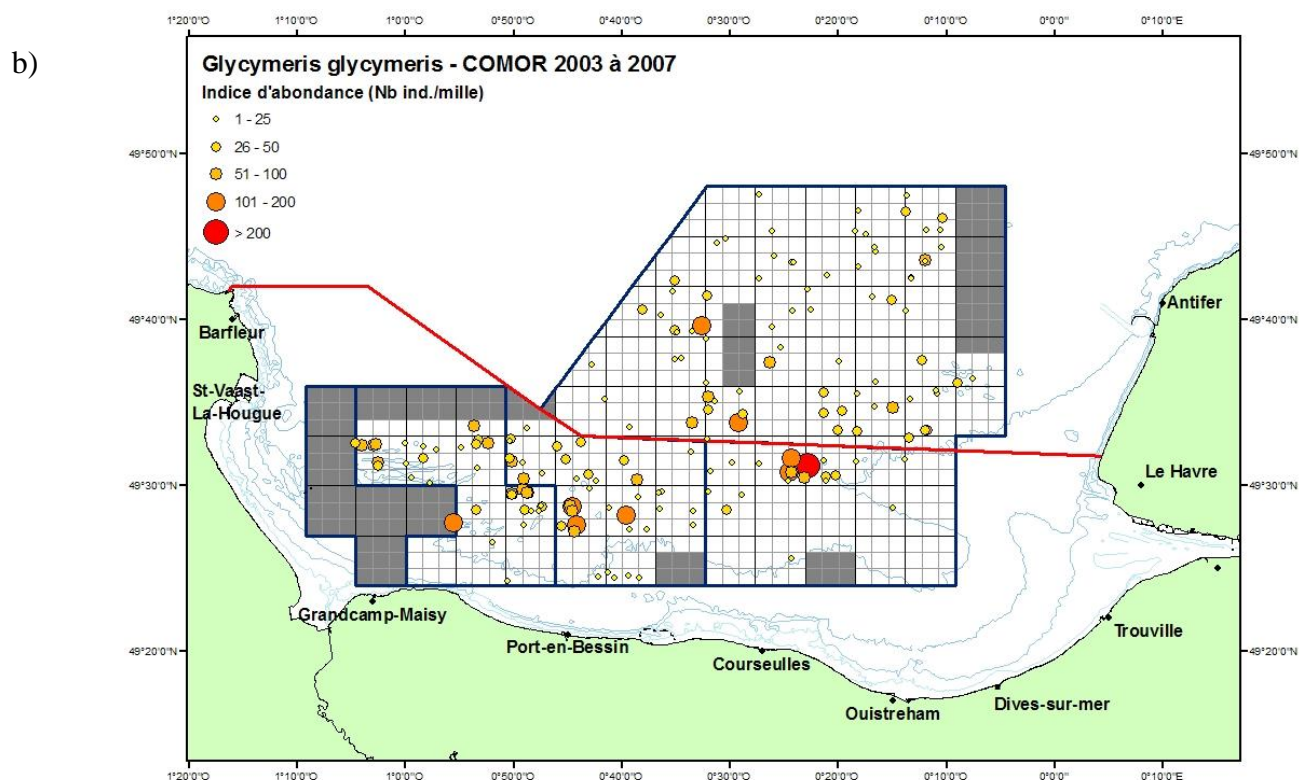 b)
1°20'0"O 1°10'0"O 1°0'0"O 0°50'0"O 0°40'0"O 0°30'0"O 0°20'0"O 0°10'0"O 0°0'0" 0°10'0"E
Glycymeris glycymeris - COMOR 2003 à 2007
Indice d'abondance (Nb ind./mille)
1 - 25
26 - 50
51 - 100
101 - 200
> 200
49°50'0"N 49°50'0"N
Antifer
49°40'0"N 49°40'0"N
Barfleur
St-Vaast-
La-Hougue
Le Havre
49°30'0"N 49°30'0"N
Grandcamp-Maisy
Trouville
Port-en-Bessin
49°20'0"N 49°20'0"N
Courseulles
Dives-sur-mer
Ouistreham
1°20'0"O 1°10'0"O 1°0'0"O 0°50'0"O 0°40'0"O 0°30'0"O 0°20'0"O 0°10'0"O 0°0'0" 0°10'0"E